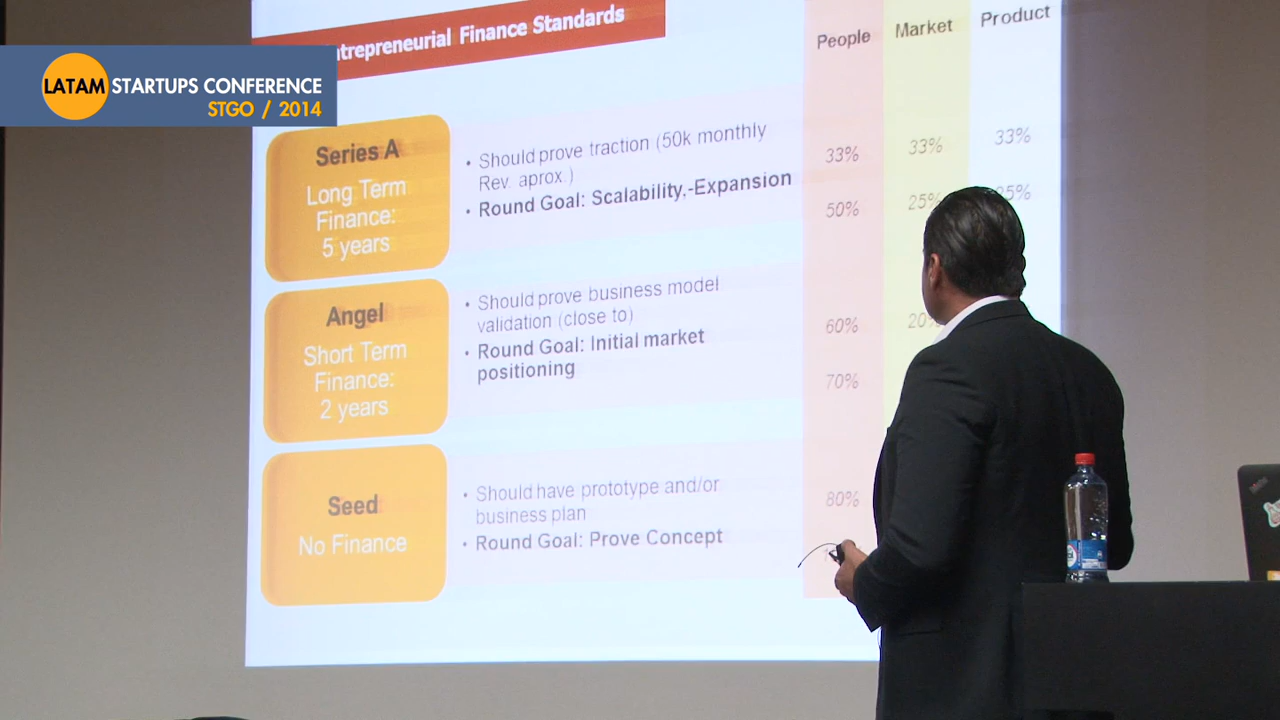 LATAM STARTUPS CONFERENCE
STGO / 2014
Finance Standards
People Market Product
Series A
Long Term
Finance:
5 years
• Should prove traction (50k monthly
Rev. aprox.)
• Round Goal: Scalability,-Expansion
33% 33% 33%
50% 25%
Angel
Short Term
Finance:
2 years
• Should prove business model
validation (close to)
• Round Goal: Initial market
positioning
60%
70%
Seed
No Finance
• Should have prototype and/or
business plan
• Round Goal: Prove Concept
80%